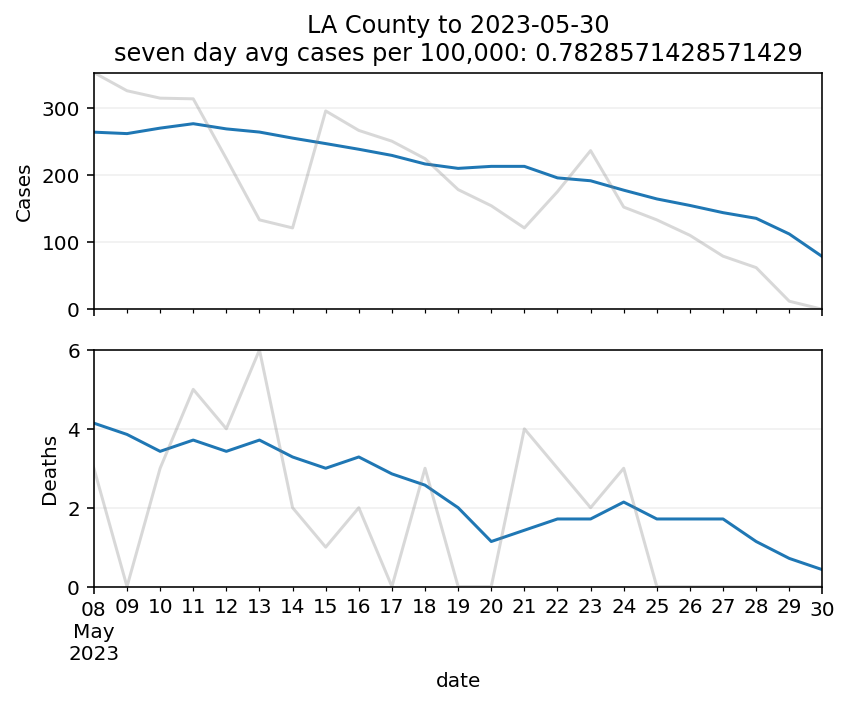 LA County to 2023-05-30
seven day avg cases per 100,000: 0.7828571428571429
300
200
100
0
Cases
6
4
2
0
Deaths
08 09 10 11 12 13 14 15 16 17 18 19 20 21 22 23 24 25 26 27 28 29 30
May
2023
date